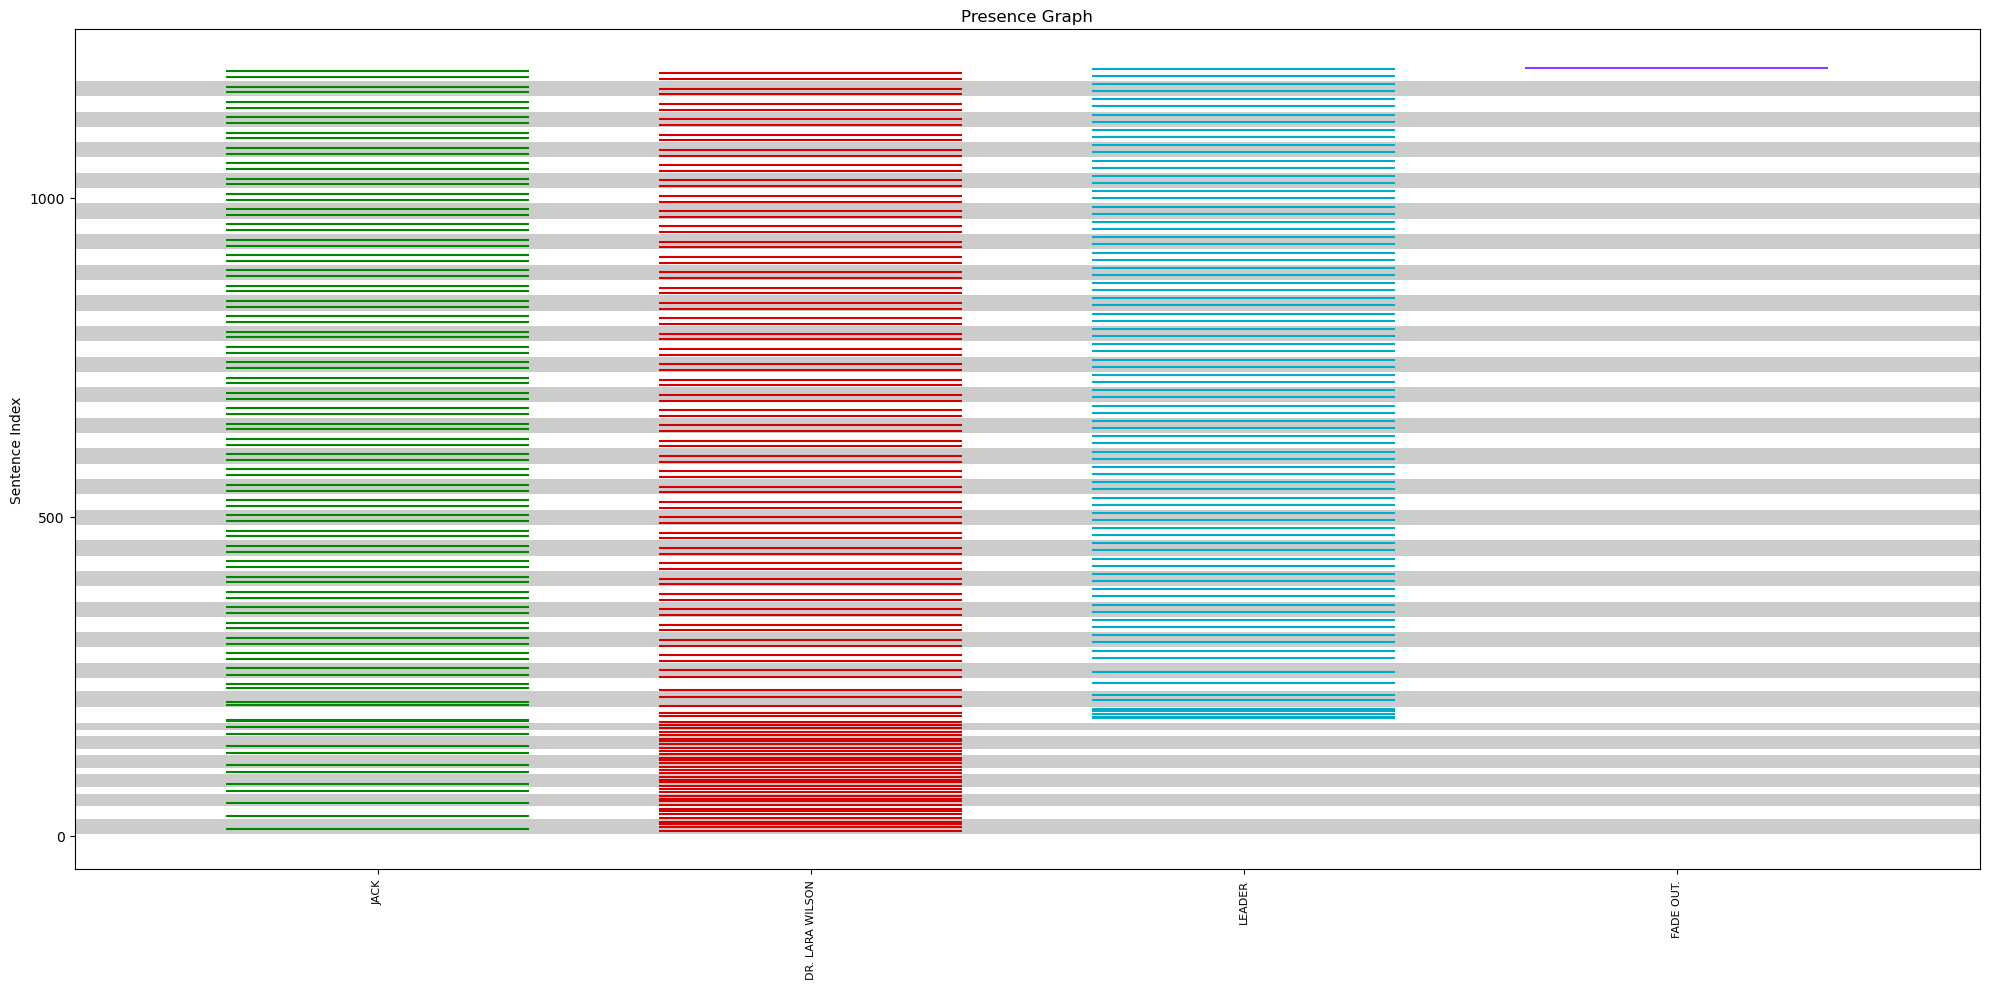 Presence Graph
Sentence Index
1000
500
0
JACK
DR. LARA WILSON
LEADER
FADE OUT.